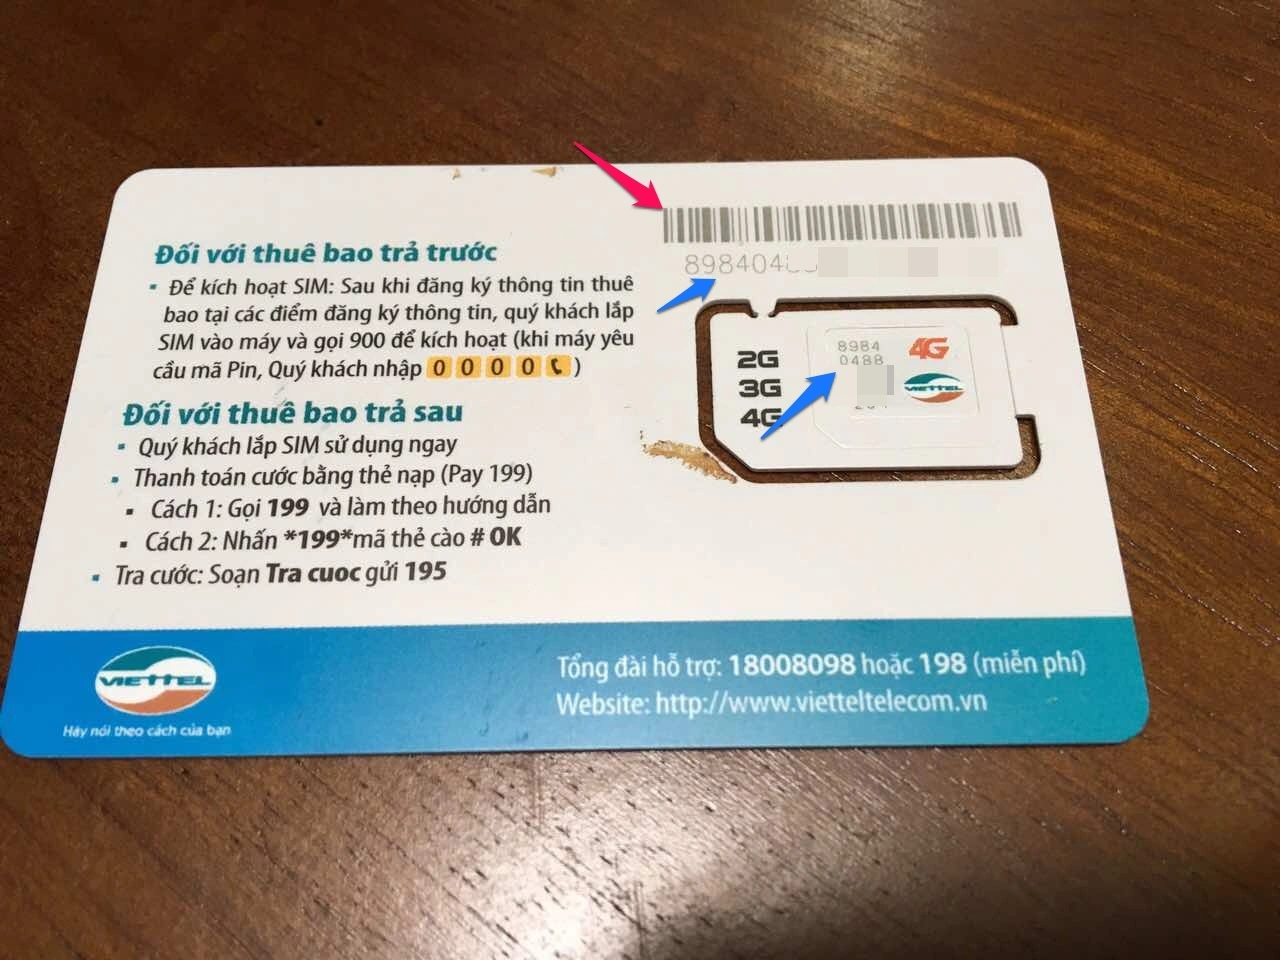 Đối với thuê bao trả trước
▪ Để kích hoạt SIM: Sau khi đăng ký thông tin thuê
bao tại các điểm đăng ký thông tin, quý khách lắp
SIM vào máy và gọi 900 để kích hoạt (khi máy yêu
cầu mã Pin, Quý khách nhập 0 0 0 0 )
Đối với thuê bao trả sau
▪ Quý khách lắp SIM sử dụng ngay
▪ Thanh toán cước bằng thẻ nạp (Pay 199)
▪ Cách 1: Gọi 199 và làm theo hướng dẫn
▪ Cách 2: Nhấn *199*mã thẻ cào # OK
▪ Tra cước: Soạn Tra cuoc gửi 195
8984048
2G
3G
4G
8984
0488
4G
VIETTEL
VIETTEL
Hãy nói theo cách của bạn
Tổng đài hỗ trợ: 18008098 hoặc 198 (miễn phí)
Website: http://www.vietteltelecom.vn